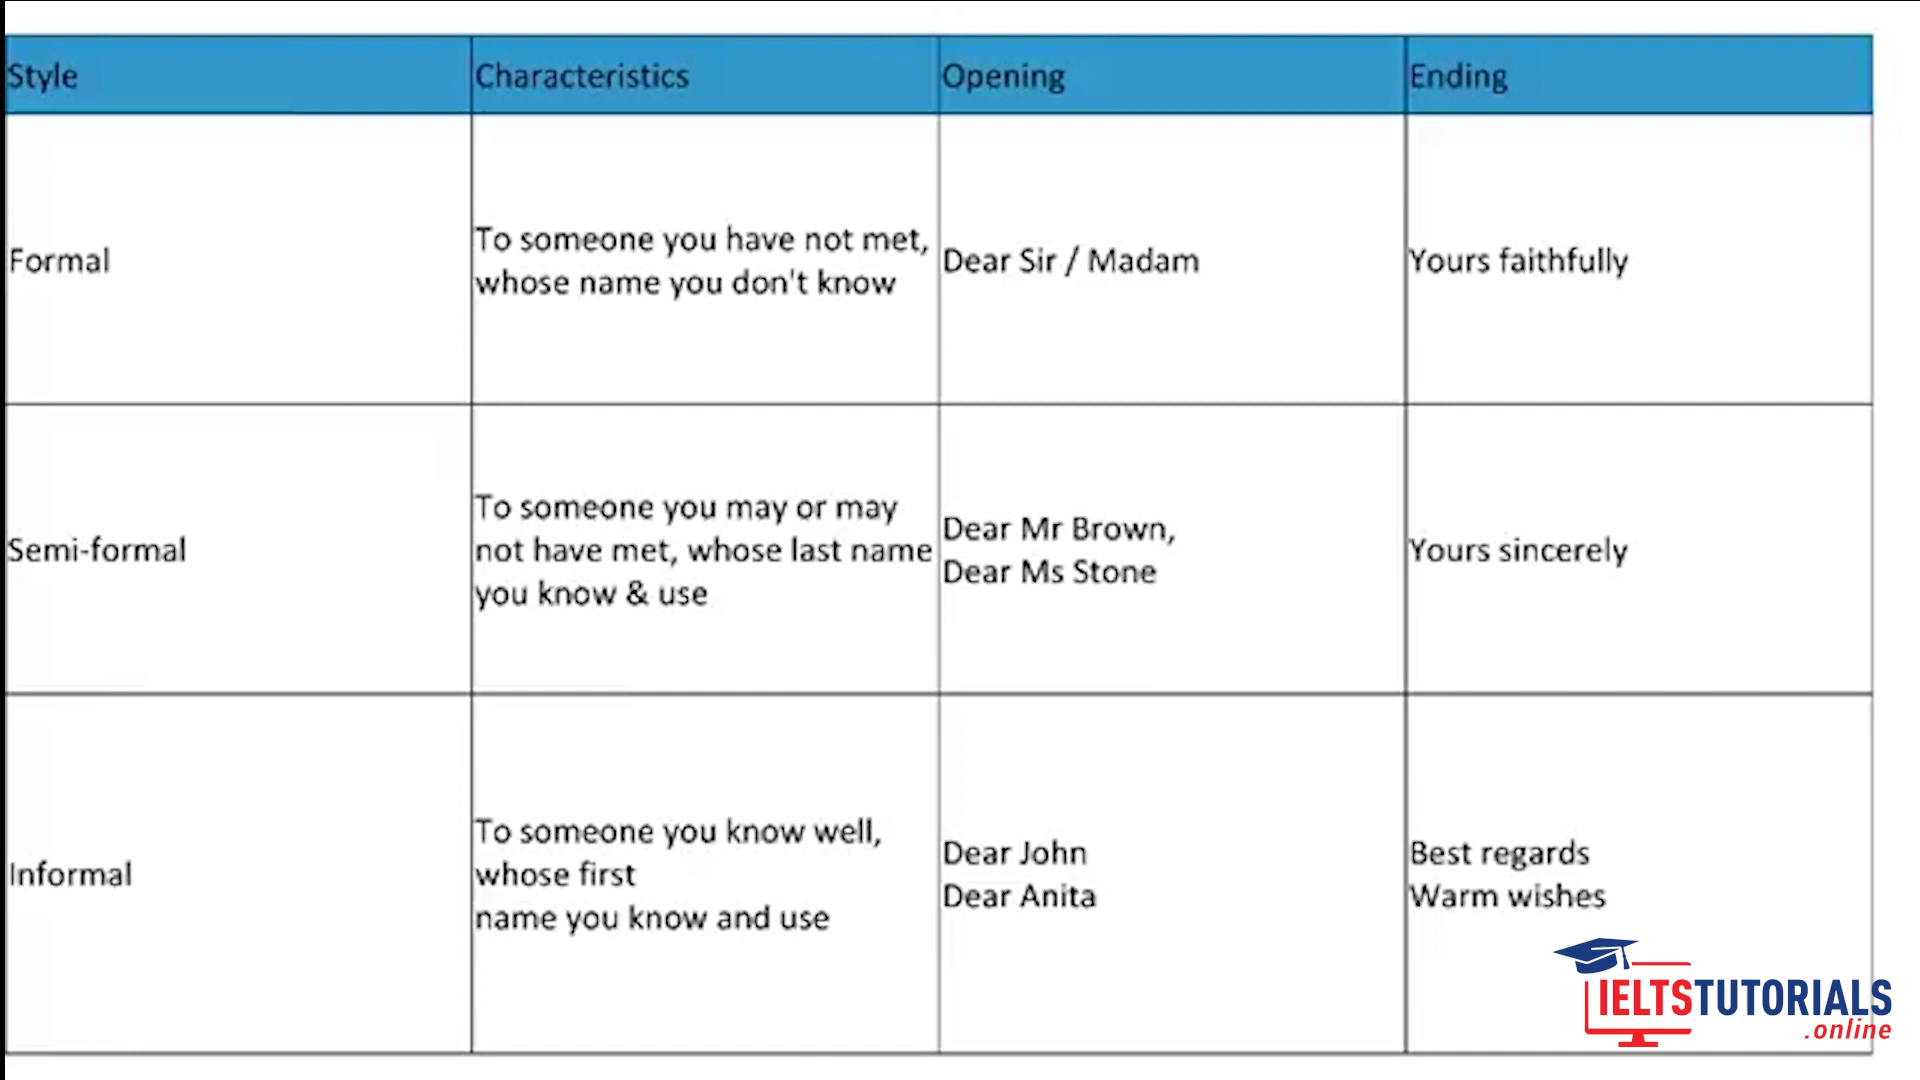 Style
Characteristics
Opening
Ending
Formal
To someone you have not met,
whose name you don't know
Dear Sir / Madam
Yours faithfully
Semi-formal
To someone you may or may
not have met, whose last name
you know & use
Dear Mr Brown,
Dear Ms Stone
Yours sincerely
Informal
To someone you know well,
whose first
name you know and use
Dear John
Dear Anita
Best regards
Warm wishes
IELTSTUTORIALS
.online